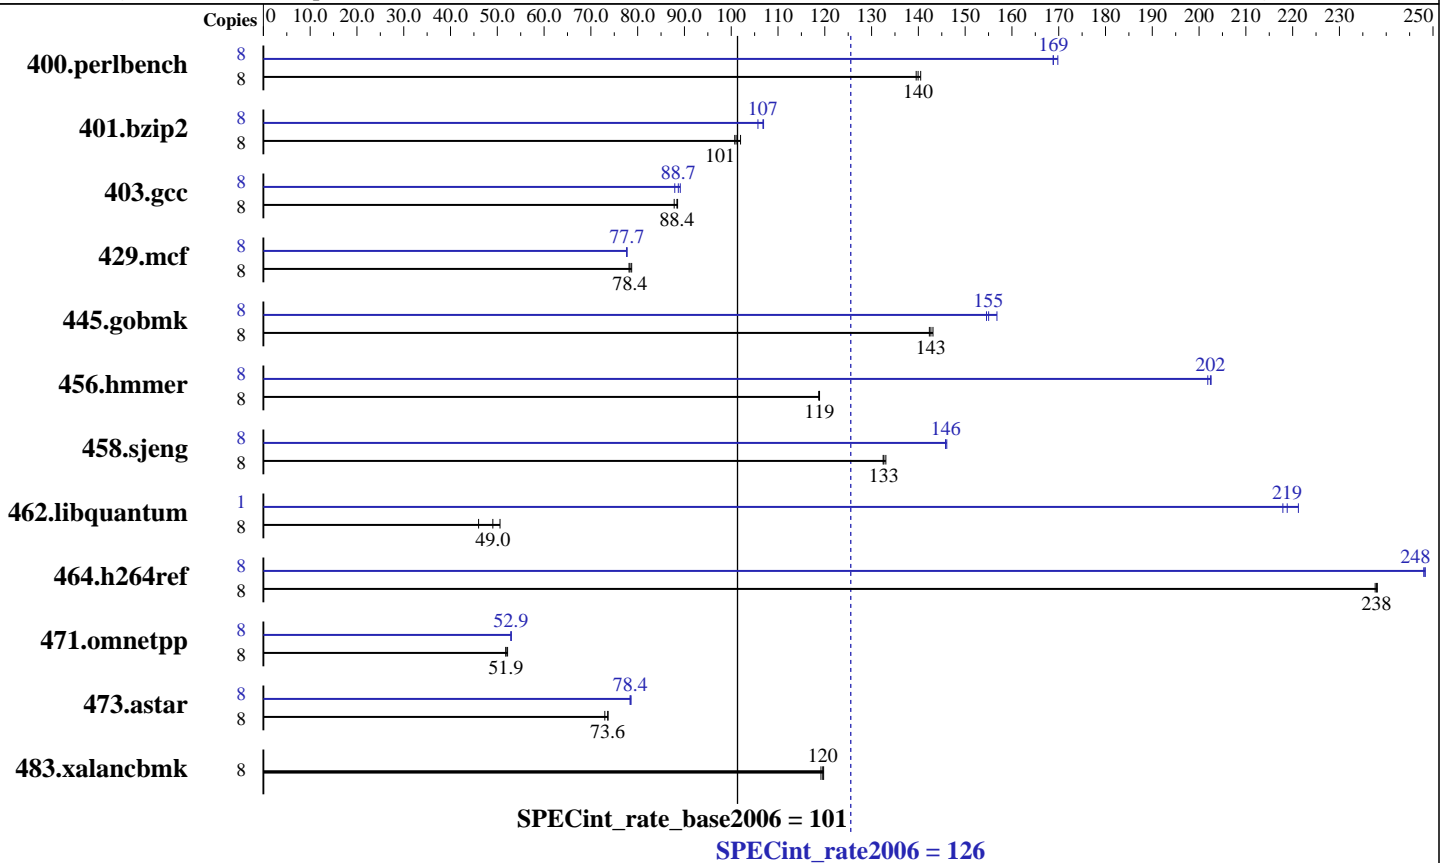 Copies 0 10.0 20.0 30.0 40.0 50.0 60.0 70.0 80.0 90.0 100 110 120 130 140 150 160 170 180 190 200 210 220 230 250
400.perlbench 8 169
8 140
401.bzip2 8 107
8 101
403.gcc 8 88.7
8 88.4
429.mcf 8 77.7
8 78.4
445.gobmk 8 155
8 143
456.hmmer 8 202
8 119
458.sjeng 8 146
8 133
462.libquantum 1 219
8 49.0
464.h264ref 8 248
8 238
471.omnetpp 8 52.9
8 51.9
473.astar 8 78.4
8 73.6
483.xalancbmk 8 120
SPECint_rate_base2006 = 101
SPECint_rate2006 = 126